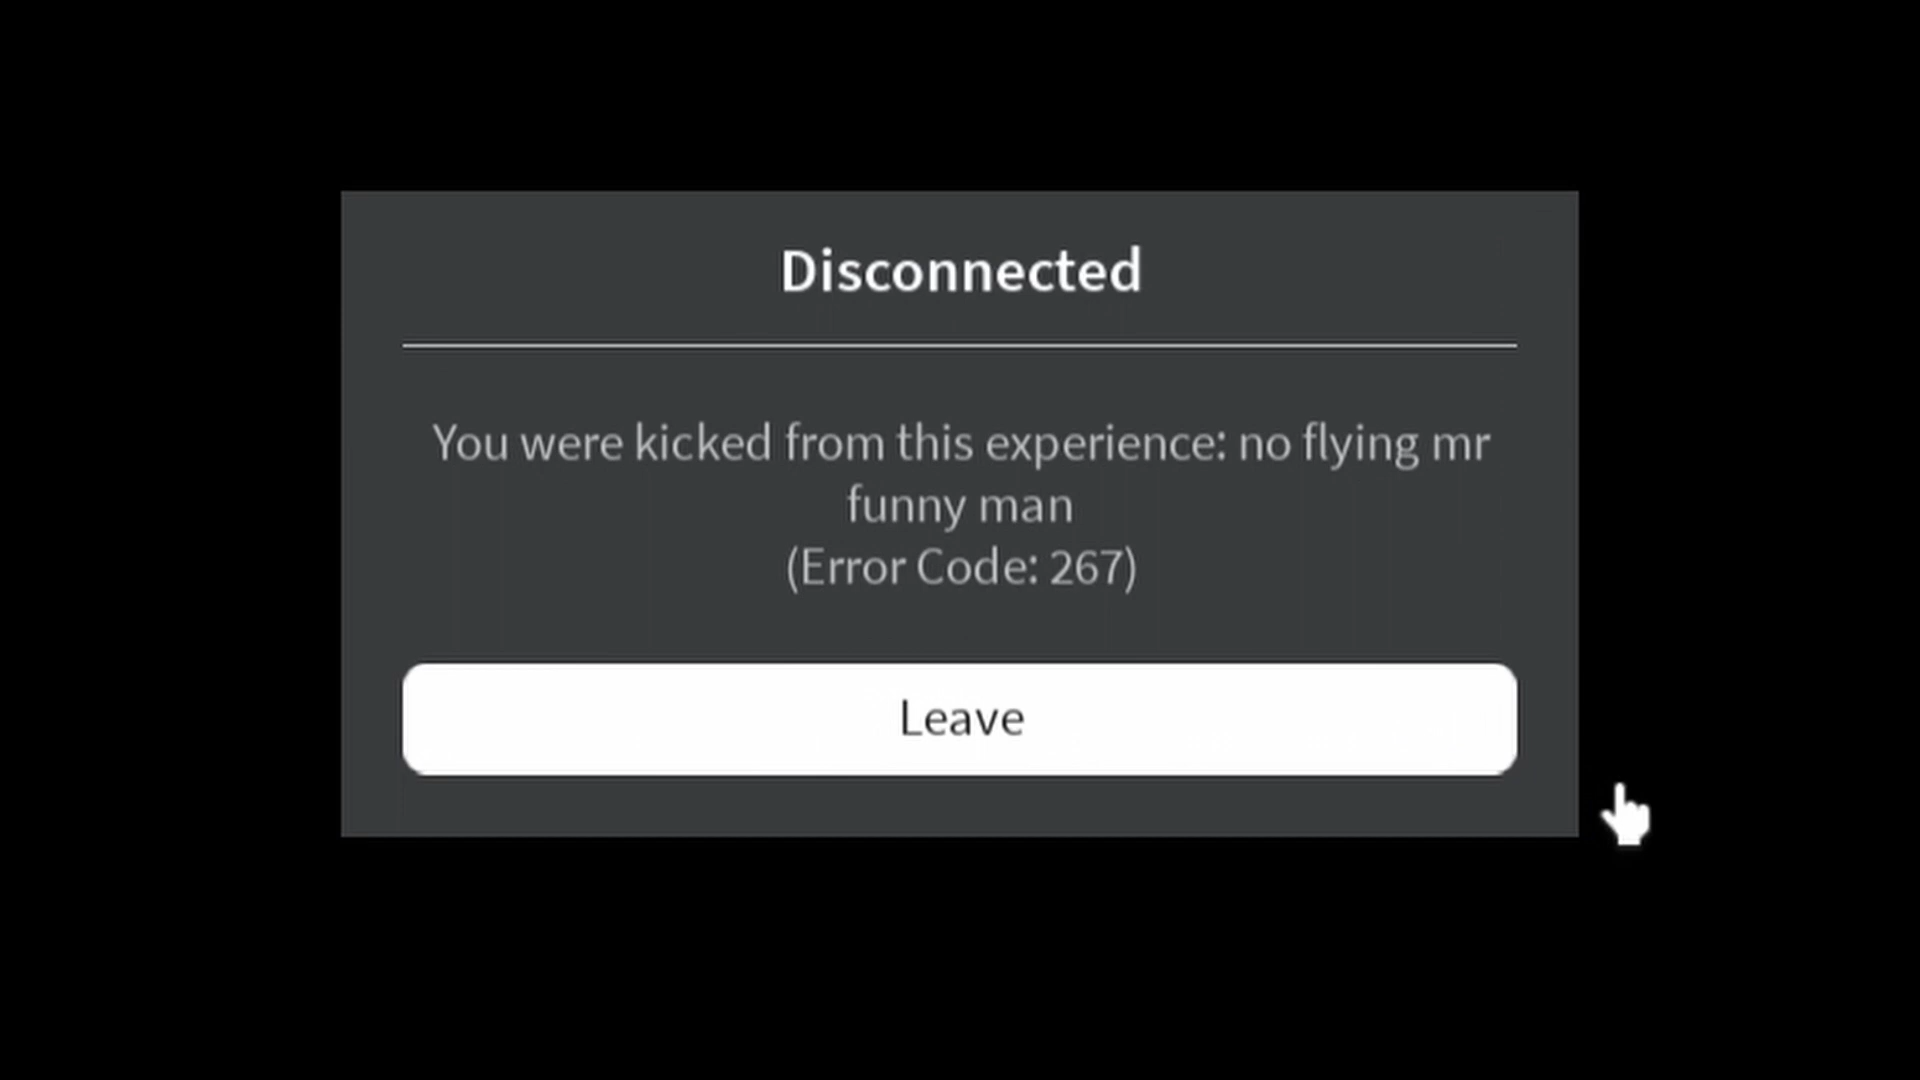 Disconnected
You were kicked from this experience: no flying mr
funny man
(Error Code: 267)
Leave